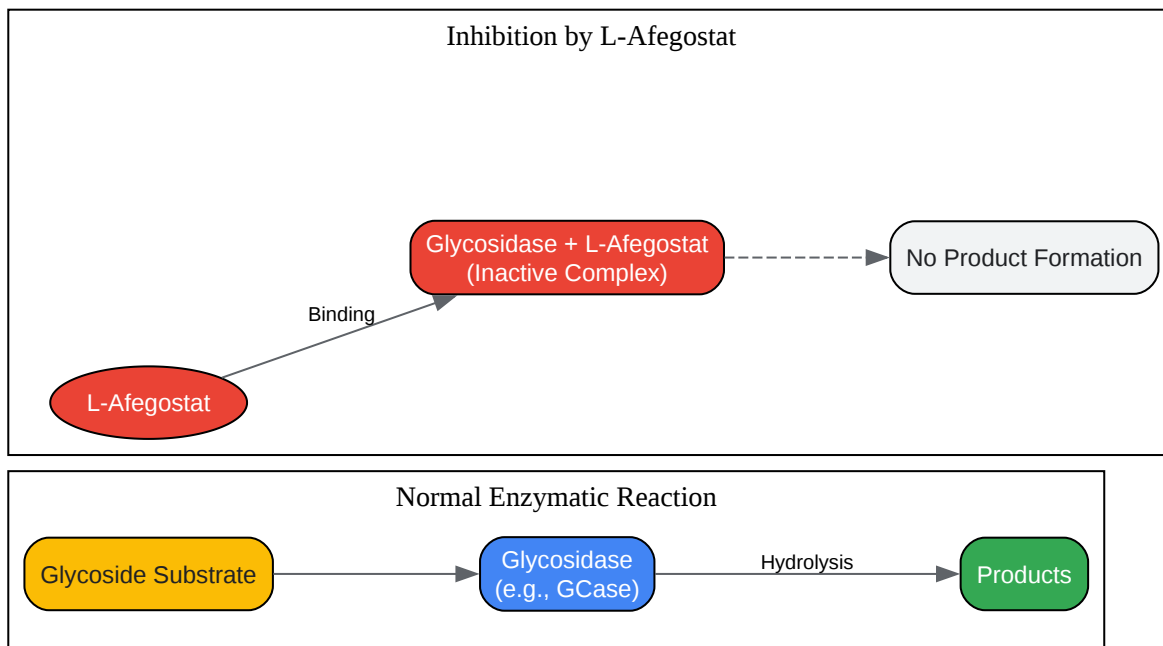 Inhibition by L-Afegostat
Glycosidase + L-Afegostat
(Inactive Complex)
No Product Formation
Binding
L-Afegostat
Normal Enzymatic Reaction
Glycoside Substrate
Glycosidase
(e.g., GCase)
Hydrolysis
Products